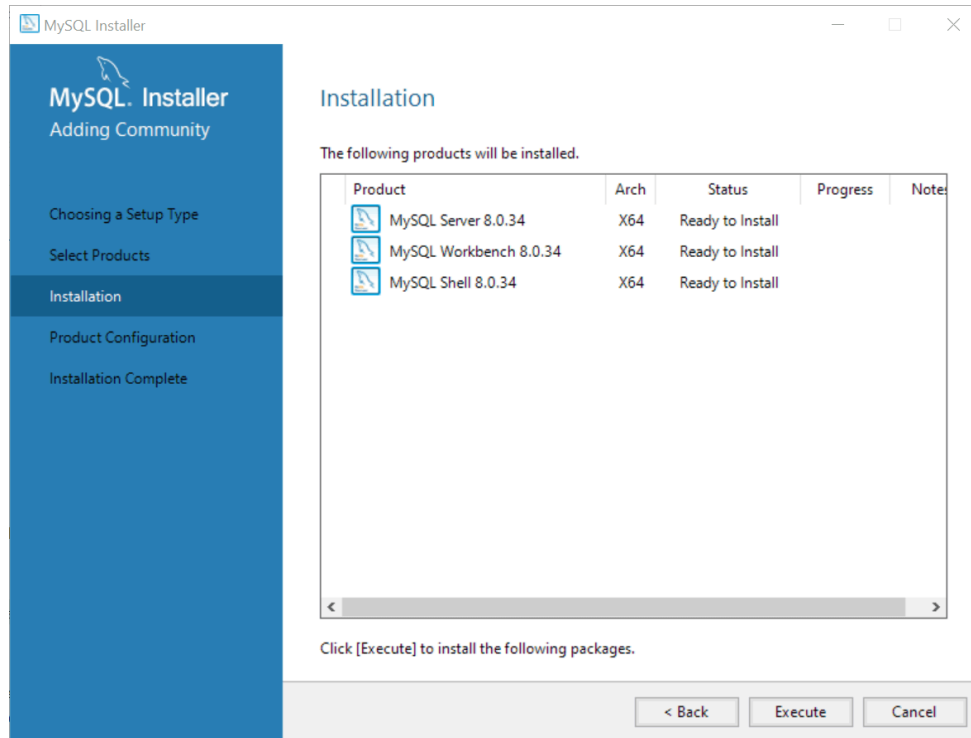 MySQL Installer
MySQL. Installer
Adding Community
Choosing a Setup Type
Select Products
Installation
Product Configuration
Installation Complete
Installation
The following products will be installed.
Product Arch Status Progress Notes
MySQL Server 8.0.34 X64 Ready to Install
MySQL Workbench 8.0.34 X64 Ready to Install
MySQL Shell 8.0.34 X64 Ready to Install
Click [Execute] to install the following packages.
< Back Execute Cancel